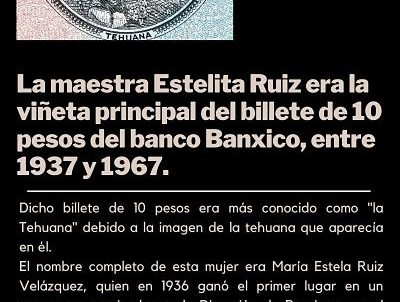 TEHUANA
La maestra Estelita Ruiz era la
viñeta principal del billete de 10
pesos del banco Banxico, entre
1937 y 1967.
Dicho billete de 10 pesos era más conocido como "la
Tehuana" debido a la imagen de la tehuana que aparecía
en él.
El nombre completo de esta mujer era María Estela Ruiz
Velázquez, quien en 1936 ganó el primer lugar en un